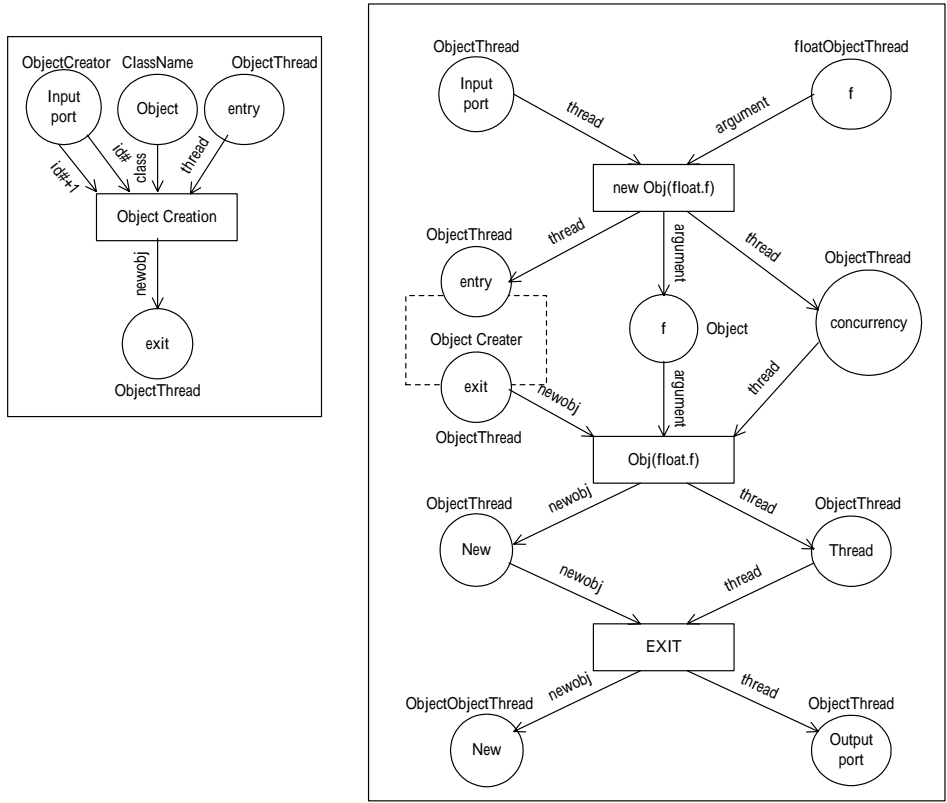 ObjectCreator ClassName ObjectThread
Input
port
Object
entry
id#+1
id#
class
thread
Object Creation
newobj
exit
ObjectThread
ObjectThread
floatObjectThread
Input
port
f
thread
argument
new Obj(float.f)
thread
argument
thread
ObjectThread
entry
ObjectThread
concurrency
f
Object
Object Creater
exit
ObjectThread
newobj
argument
thread
Obj(float.f)
newobj
thread
ObjectThread
New
ObjectThread
Thread
newobj
thread
EXIT
newobj
thread
ObjectObjectThread
New
ObjectThread
Output
port